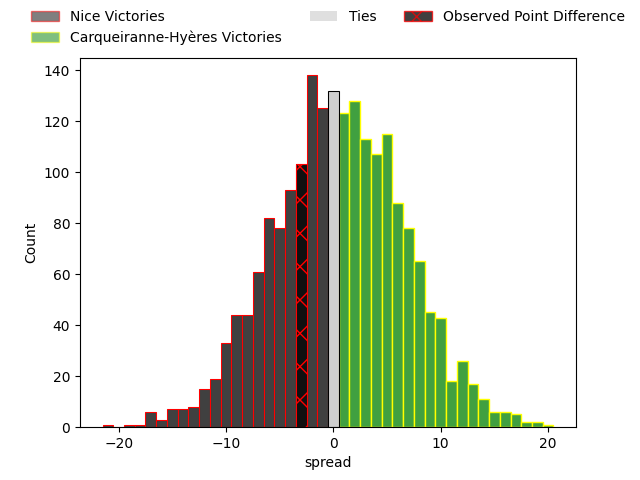 Nice Victories
Carqueiranne-Hyères Victories
Ties
Observed Point Difference
140
120
100
80
60
40
20
0
Count
−20
−10
0
10
20
spread